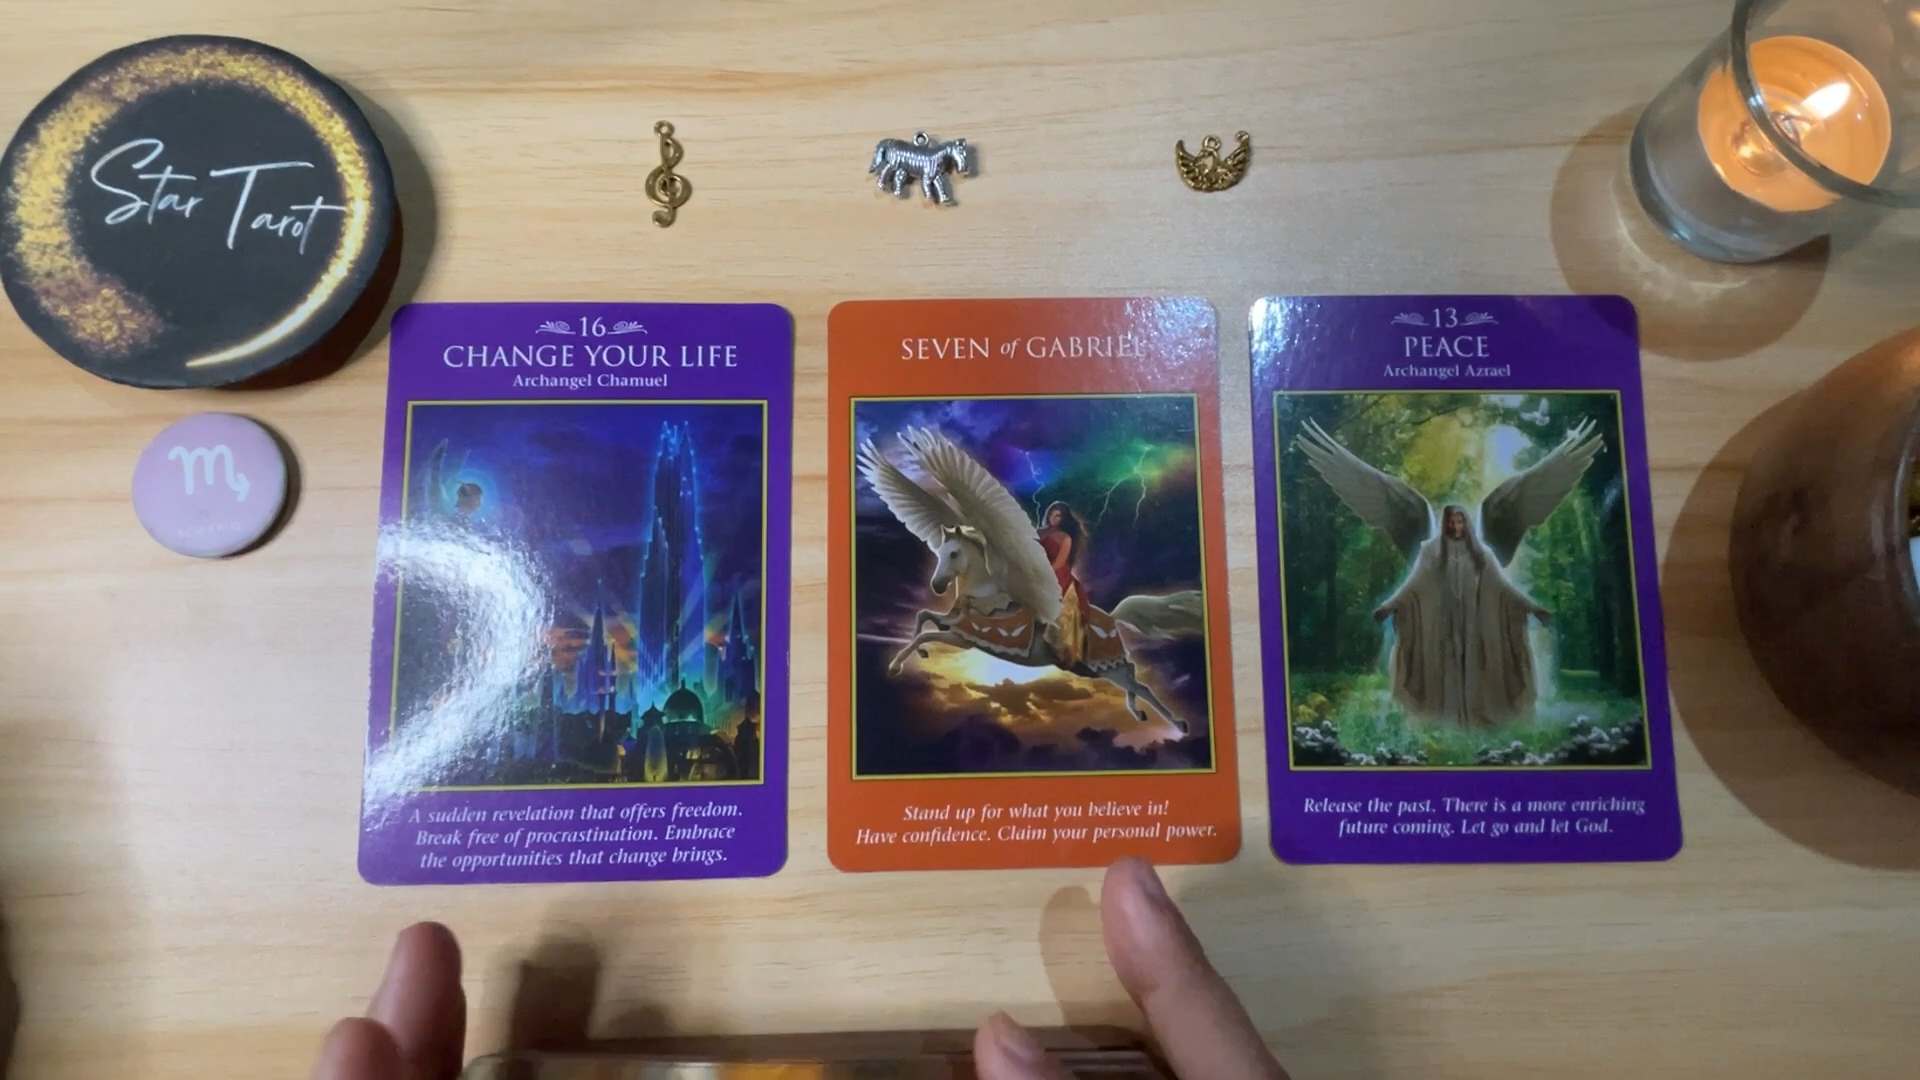 Star Tarot
SCORPIO
16
CHANGE YOUR LIFE
Archangel Chamuel
A sudden revelation that offers freedom.
Break free of procrastination. Embrace
the opportunities that change brings.
SEVEN of GABRIEL
Stand up for what you believe in!
Have confidence. Claim your personal power.
13
PEACE
Archangel Azrael
Release the past. There is a more enriching
future coming. Let go and let God.